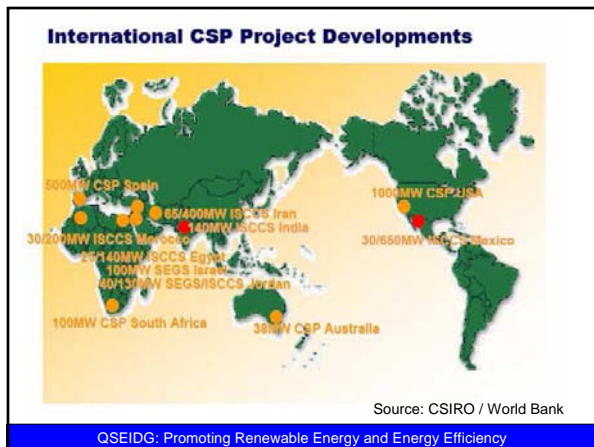 International CSP Project Developments
500MW CSP Spain
1000MW CSP USA
65/400MW ISCCS Iran
140MW ISCCS India
30/200MW ISCCS Morocco
30/650MW ISCCS Mexico
25/140MW ISCCS Egypt
100MW SEGS Israel
40/130MW SEGS/ISCCS Jordan
100MW CSP South Africa
38MW CSP Australia
Source: CSIRO / World Bank
QSEIDG: Promoting Renewable Energy and Energy Efficiency